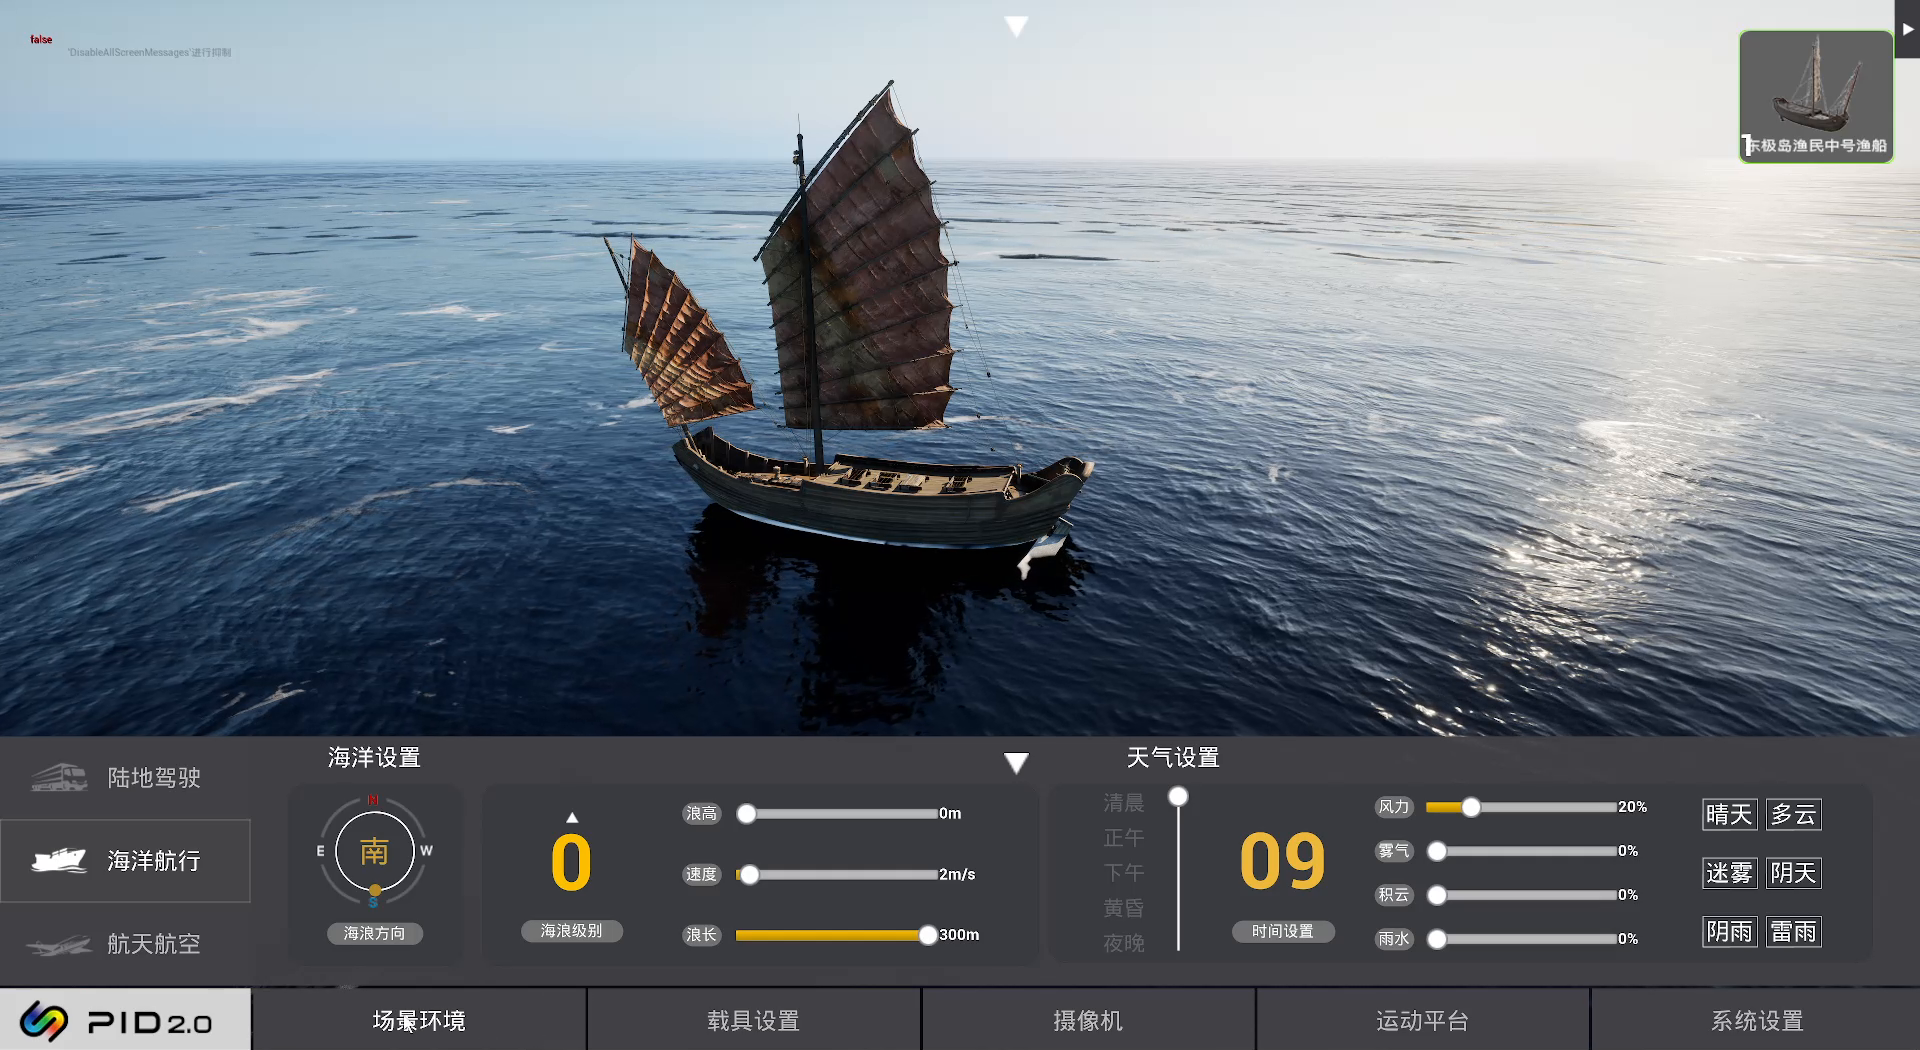 false
'DisableAllScreenMessages'进行抑制
1
东极岛渔民中号渔船
陆地驾驶
海洋航行
航天航空
海洋设置
N
E
南
W
S
海浪方向
0
海浪级别
浪高 0m
速度 2m/s
浪长 300m
天气设置
清晨
正午
下午
黄昏
夜晚
09
时间设置
风力 20%
雾气 0%
积云 0%
雨水 0%
晴天 多云
迷雾 阴天
阴雨 雷雨
PID 2.0
场景环境
载具设置
摄像机
运动平台
系统设置